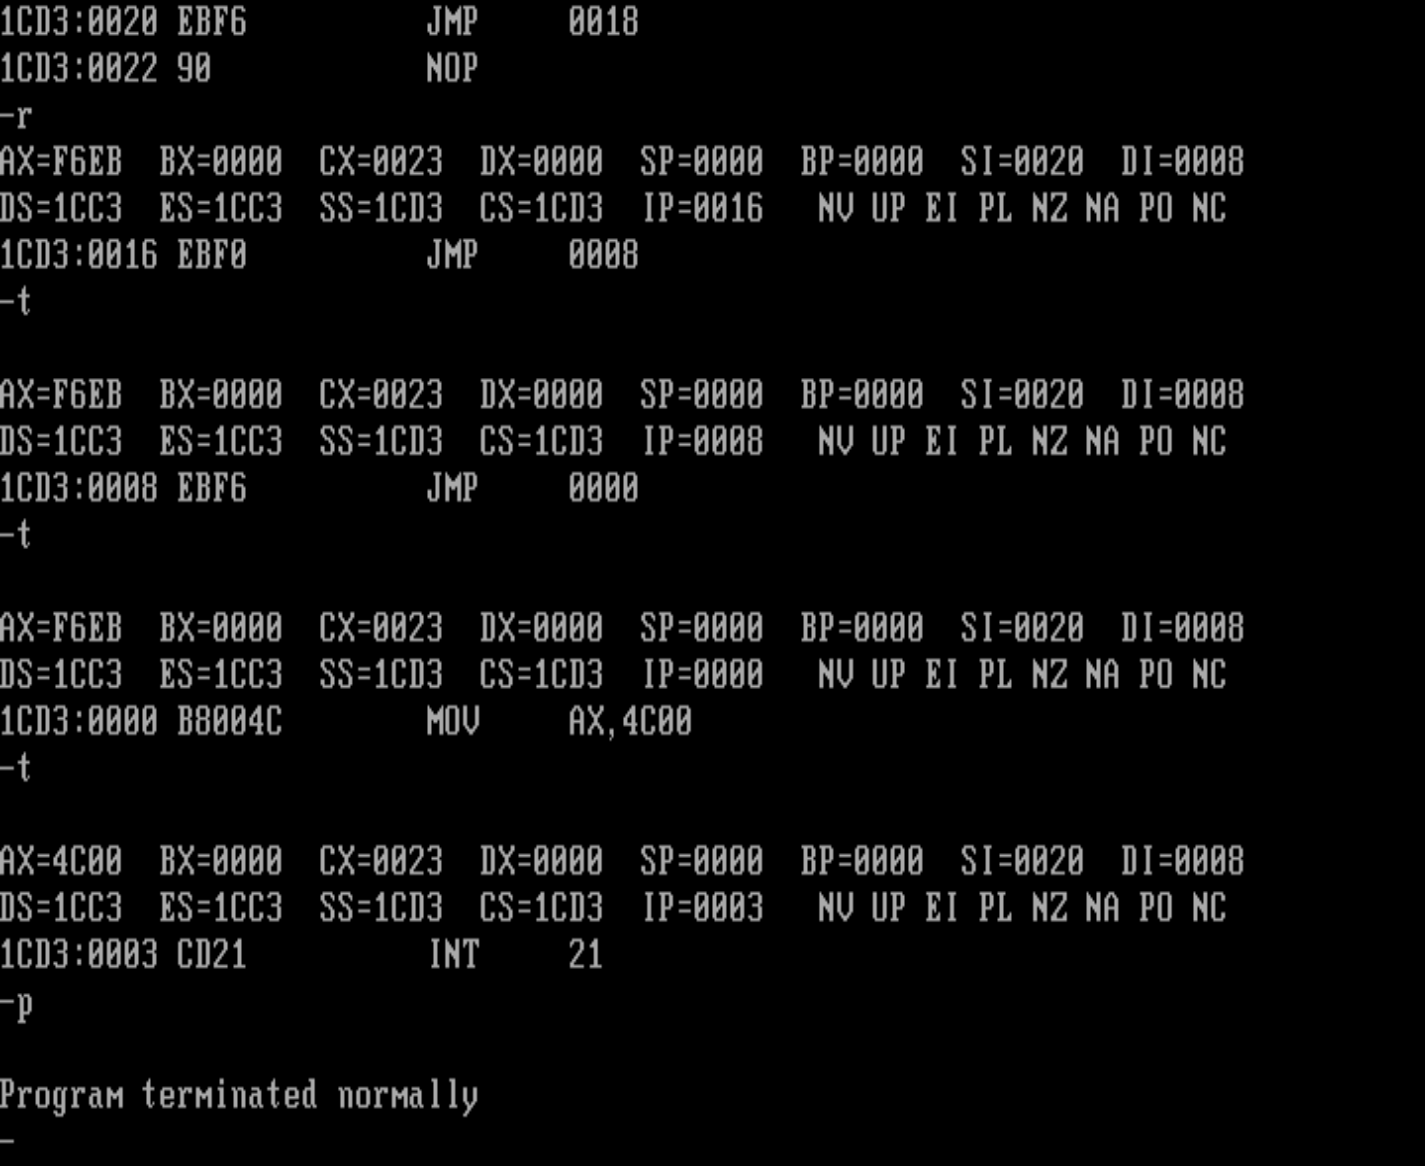 1CD3:0020 EBF6 JMP 0018
1CD3:0022 90 NOP
-r
AX=F6EB BX=0000 CX=0023 DX=0000 SP=0000 BP=0000 SI=0020 DI=0008
DS=1CC3 ES=1CC3 SS=1CD3 CS=1CD3 IP=0016 NV UP EI PL NZ NA PO NC
1CD3:0016 EBF0 JMP 0008
-t
AX=F6EB BX=0000 CX=0023 DX=0000 SP=0000 BP=0000 SI=0020 DI=0008
DS=1CC3 ES=1CC3 SS=1CD3 CS=1CD3 IP=0008 NV UP EI PL NZ NA PO NC
1CD3:0008 EBF6 JMP 0000
-t
AX=F6EB BX=0000 CX=0023 DX=0000 SP=0000 BP=0000 SI=0020 DI=0008
DS=1CC3 ES=1CC3 SS=1CD3 CS=1CD3 IP=0000 NV UP EI PL NZ NA PO NC
1CD3:0000 B8004C MOV AX,4C00
-t
AX=4C00 BX=0000 CX=0023 DX=0000 SP=0000 BP=0000 SI=0020 DI=0008
DS=1CC3 ES=1CC3 SS=1CD3 CS=1CD3 IP=0003 NV UP EI PL NZ NA PO NC
1CD3:0003 CD21 INT 21
-p
Program terminated normally
-